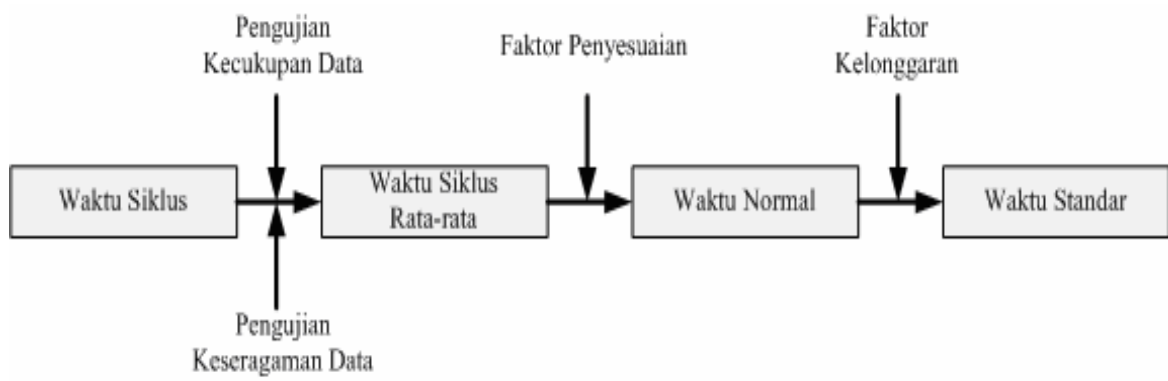 Pengujian
Kecukupan Data
Faktor Penyesuaian
Faktor
Kelonggaran
Waktu Siklus
Waktu Siklus
Rata-rata
Waktu Normal
Waktu Standar
Pengujian
Keseragaman Data